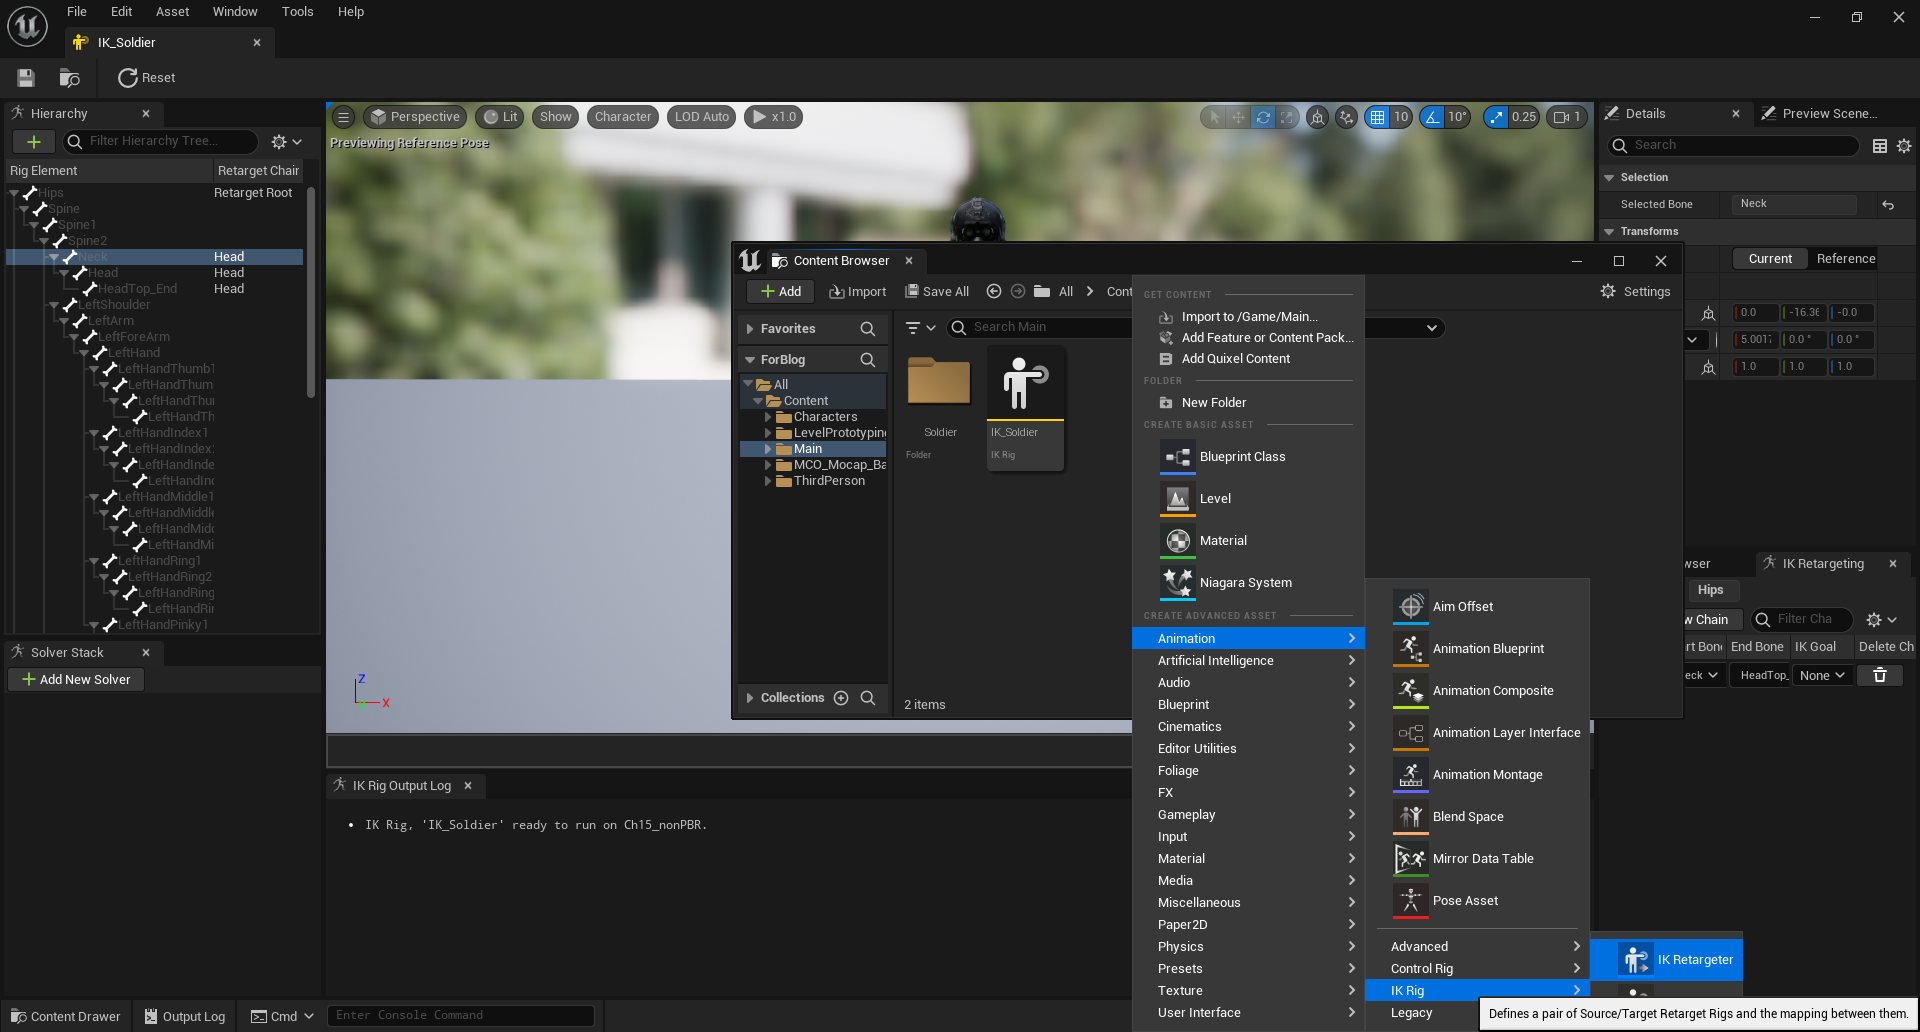 File Edit Asset Window Tools Help
IK_Soldier
Reset
Hierarchy
Filter Hierarchy Tree...
Rig Element Retarget Chair
Hips Retarget Root
Spine
Spine1
Spine2
Neck Head
Head Head
HeadTop_End Head
LeftShoulder
LeftArm
LeftForeArm
LeftHand
LeftHandThumb1
LeftHandThum
LeftHandThu
LeftHandTh
LeftHandIndex1
LeftHandIndex
LeftHandInde
LeftHandInd
LeftHandMiddle1
LeftHandMiddle
LeftHandMidd
LeftHandMi
LeftHandRing1
LeftHandRing2
LeftHandRing
LeftHandRi
LeftHandPinky1
Solver Stack
Add New Solver
Perspective Lit Show Character LOD Auto x1.0 10 10° 0.25 1
Previewing Reference Pose
Z
X
Content Browser
Add Import Save All All Cont Settings
Favorites
ForBlog
All
Content
Characters
LevelPrototyping
Main
MCO_Mocap_Ba
ThirdPerson
Collections
Search Main
Soldier
Folder
IK_Soldier
IK Rig
2 items
GET CONTENT
Import to /Game/Main...
Add Feature or Content Pack...
Add Quixel Content
FOLDER
New Folder
CREATE BASIC ASSET
Blueprint Class
Level
Material
Niagara System
CREATE ADVANCED ASSET
Animation
Artificial Intelligence
Audio
Blueprint
Cinematics
Editor Utilities
Foliage
FX
Gameplay
Input
Material
Media
Miscellaneous
Paper2D
Physics
Presets
Texture
User Interface
Aim Offset
Animation Blueprint
Animation Composite
Animation Layer Interface
Animation Montage
Blend Space
Mirror Data Table
Pose Asset
Advanced
Control Rig
IK Rig
Legacy
IK Retargeter
Defines a pair of Source/Target Retarget Rigs and the mapping between them.
Details Preview Scene...
Search
Selection
Selected Bone Neck
Transforms
Current Reference
0.0 -16.36 -0.0
5.0017 0.0 ° 0.0 °
1.0 1.0 1.0
wser IK Retargeting
Hips
w Chain Filter Cha
rt Bone End Bone IK Goal Delete Ch
eck HeadTop_ None
IK Rig Output Log
• IK Rig, 'IK_Soldier' ready to run on Ch15_nonPBR.
Content Drawer Output Log Cmd Enter Console Command